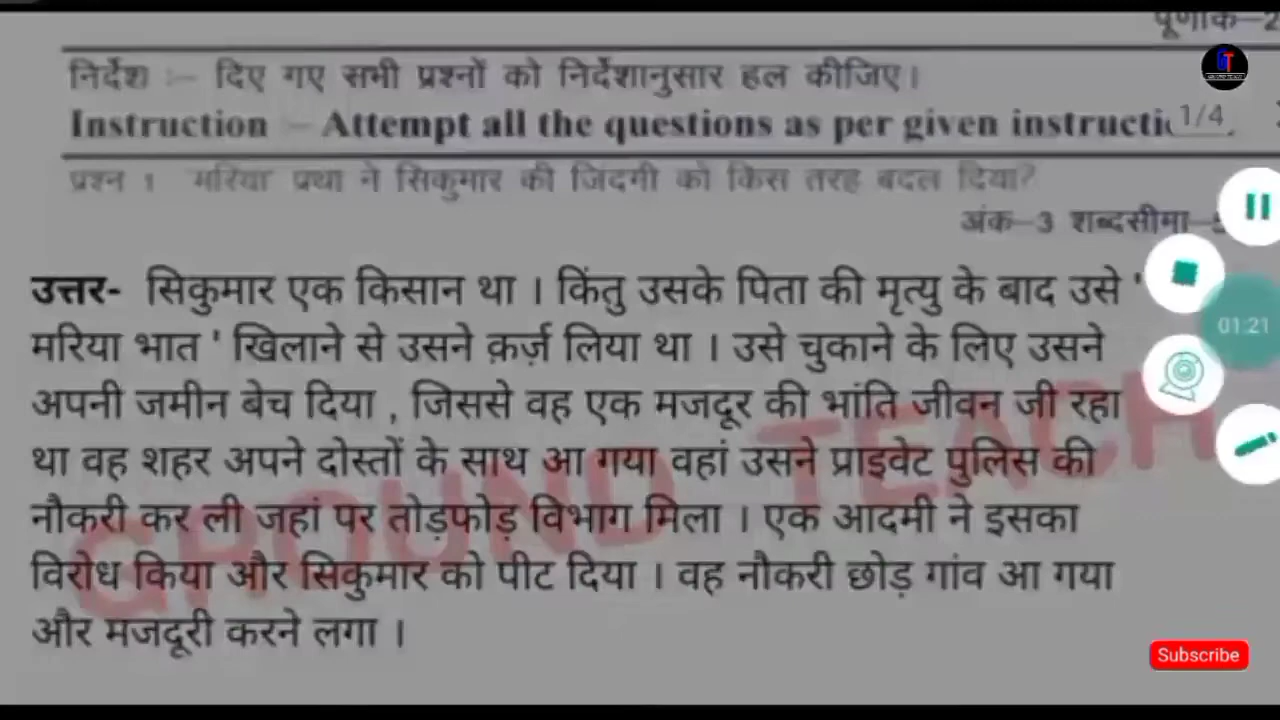 पूर्णांक–2
निर्देश :– दिए गए सभी प्रश्नों को निर्देशानुसार हल कीजिए।
Instruction :– Attempt all the questions as per given instructi
1/4
प्रश्न 1 मरिया प्रथा ने सिकुमार की जिंदगी को किस तरह बदल दिया?
अंक–3 शब्दसीमा–
उत्तर- सिकुमार एक किसान था । किंतु उसके पिता की मृत्यु के बाद उसे '
मरिया भात ' खिलाने से उसने क़र्ज़ लिया था । उसे चुकाने के लिए उसने
अपनी जमीन बेच दिया , जिससे वह एक मजदूर की भांति जीवन जी रहा
था वह शहर अपने दोस्तों के साथ आ गया वहां उसने प्राइवेट पुलिस की
नौकरी कर ली जहां पर तोड़फोड़ विभाग मिला । एक आदमी ने इसका
विरोध किया और सिकुमार को पीट दिया । वह नौकरी छोड़ गांव आ गया
और मजदूरी करने लगा ।
GROUND TEACH
01:21
Subscribe